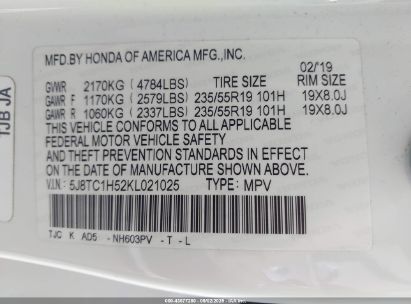 MFD.BY HONDA OF AMERICA MFG.,INC.
02/19
GVWR 2170KG (4784LBS) TIRE SIZE RIM SIZE
GAWR F 1170KG (2579LBS) 235/55R19 101H 19X8.0J
GAWR R 1060KG (2337LBS) 235/55R19 101H 19X8.0J
THIS VEHICLE CONFORMS TO ALL APPLICABLE
FEDERAL MOTOR VEHICLE SAFETY
AND THEFT PREVENTION STANDARDS IN EFFECT
ON THE DATE OF MANUFACTURE SHOWN ABOVE.
V.I.N: 5J8TC1H52KL021025 TYPE: MPV
TJC K AD5 - NH603PV - T - L
1JB JA